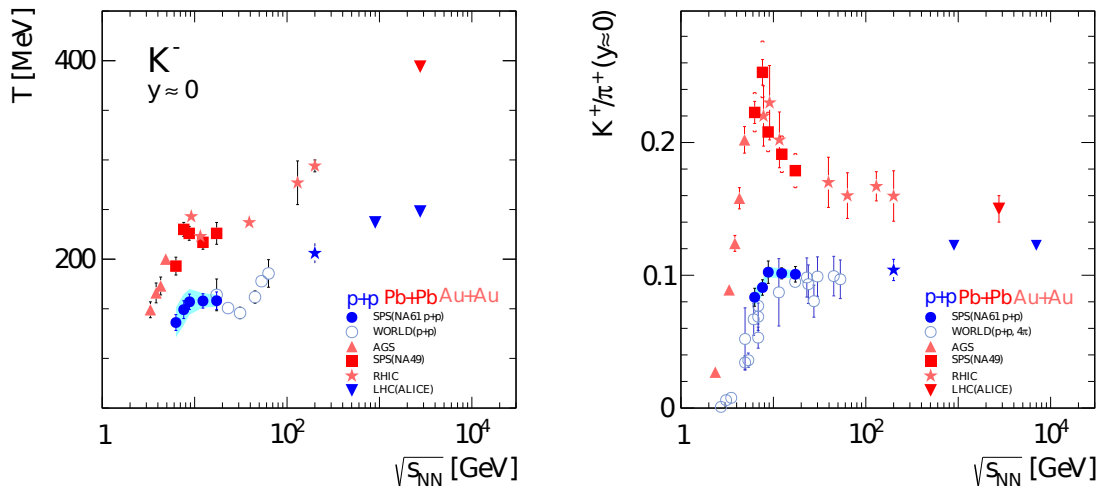 T [MeV]
400
200
K⁻
y ≈ 0
p+p Pb+Pb Au+Au
SPS(NA61 p+p)
WORLD(p+p)
AGS
SPS(NA49)
RHIC
LHC(ALICE)
1 10 10² 10⁴
√s_NN [GeV]
K⁺/π⁺ (y≈0)
0.2
0.1
0
p+p Pb+Pb Au+Au
SPS(NA61 p+p)
WORLD(p+p, 4π)
AGS
SPS(NA49)
RHIC
LHC(ALICE)
1 10 10² 10⁴
√s_NN [GeV]